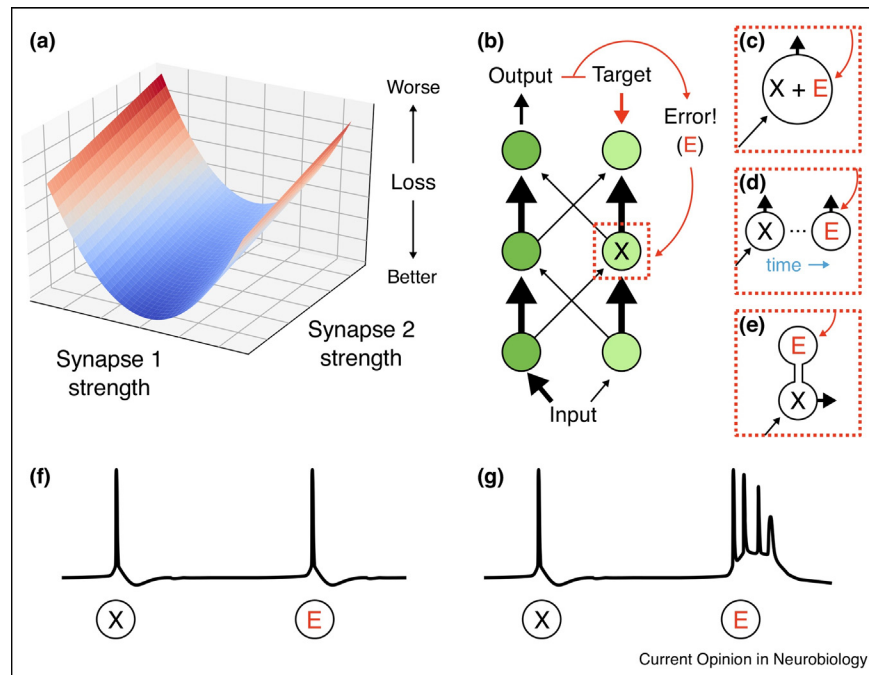 (a)
Worse
Loss
Better
Synapse 1
strength
Synapse 2
strength
(b)
Output
Target
Error!
(E)
X
Input
(c)
X + E
(d)
X ... E
time →
(e)
E
X
(f)
X
E
(g)
X
E
Current Opinion in Neurobiology